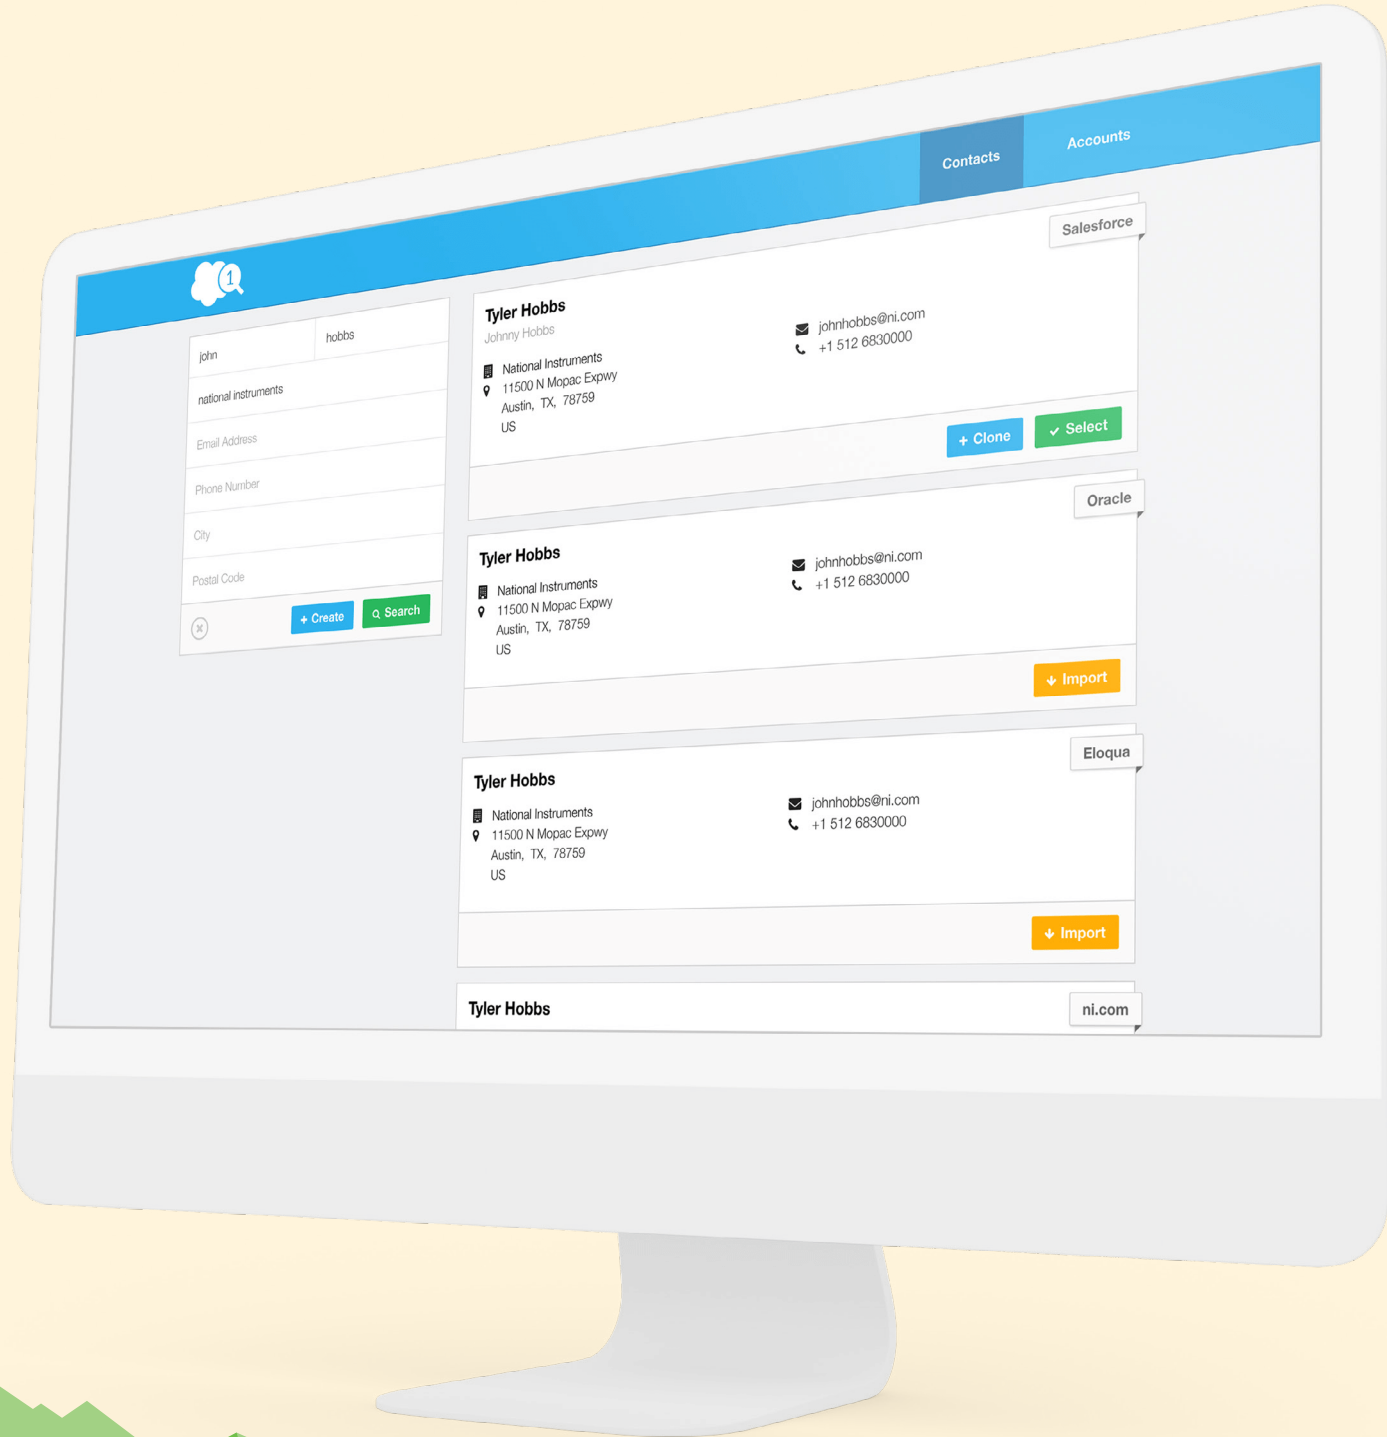 Contacts
Accounts
1
john
hobbs
national instruments
Email Address
Phone Number
City
Postal Code
+ Create
Search
Salesforce
Tyler Hobbs
Johnny Hobbs
National Instruments
11500 N Mopac Expwy
Austin, TX, 78759
US
johnhobbs@ni.com
+1 512 6830000
+ Clone
Select
Oracle
Tyler Hobbs
National Instruments
11500 N Mopac Expwy
Austin, TX, 78759
US
johnhobbs@ni.com
+1 512 6830000
Import
Eloqua
Tyler Hobbs
National Instruments
11500 N Mopac Expwy
Austin, TX, 78759
US
johnhobbs@ni.com
+1 512 6830000
Import
Tyler Hobbs
ni.com